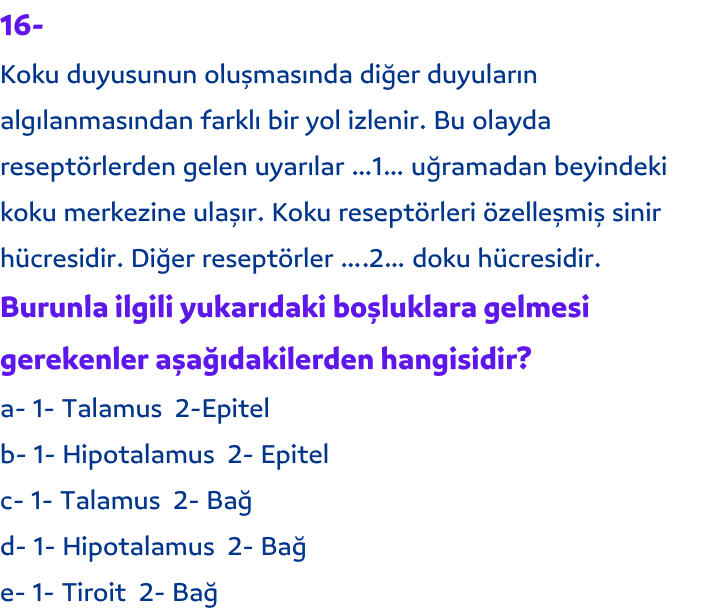 16-
Koku duyusunun oluşmasında diğer duyuların
algılanmasından farklı bir yol izlenir. Bu olayda
reseptörlerden gelen uyarılar ...1... uğramadan beyindeki
koku merkezine ulaşır. Koku reseptörleri özelleşmiş sinir
hücresidir. Diğer reseptörler ....2... doku hücresidir.
Burunla ilgili yukarıdaki boşluklara gelmesi
gerekenler aşağıdakilerden hangisidir?
a- 1- Talamus 2-Epitel
b- 1- Hipotalamus 2- Epitel
c- 1- Talamus 2- Bağ
d- 1- Hipotalamus 2- Bağ
e- 1- Tiroit 2- Bağ